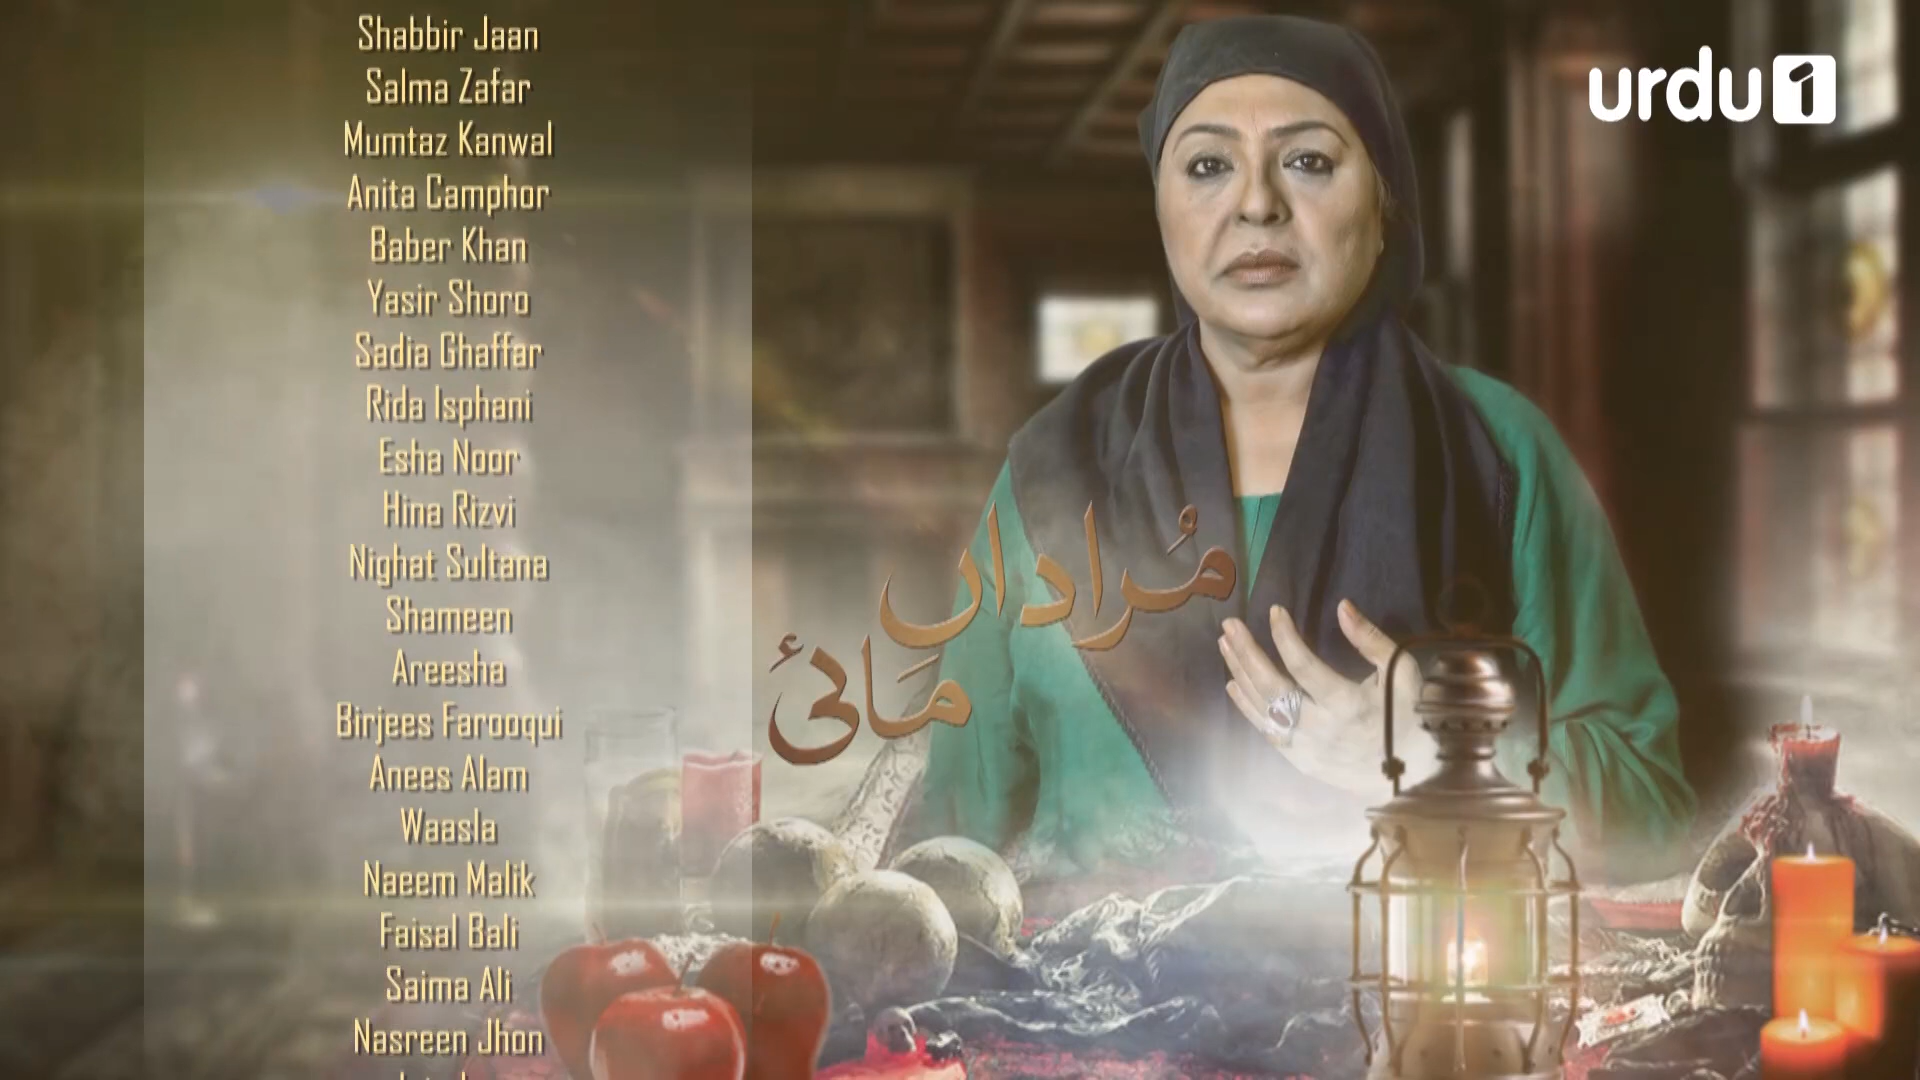 Shabbir Jaan
Salma Zafar
Mumtaz Kanwal
Anita Camphor
Baber Khan
Yasir Shoro
Sadia Ghaffar
Rida Isphani
Esha Noor
Hina Rizvi
Nighat Sultana
Shameen
Areesha
Birjees Farooqui
Anees Alam
Waasla
Naeem Malik
Faisal Bali
Saima Ali
Nasreen Jhon
urdu1
مُراداں
مَائیٔ